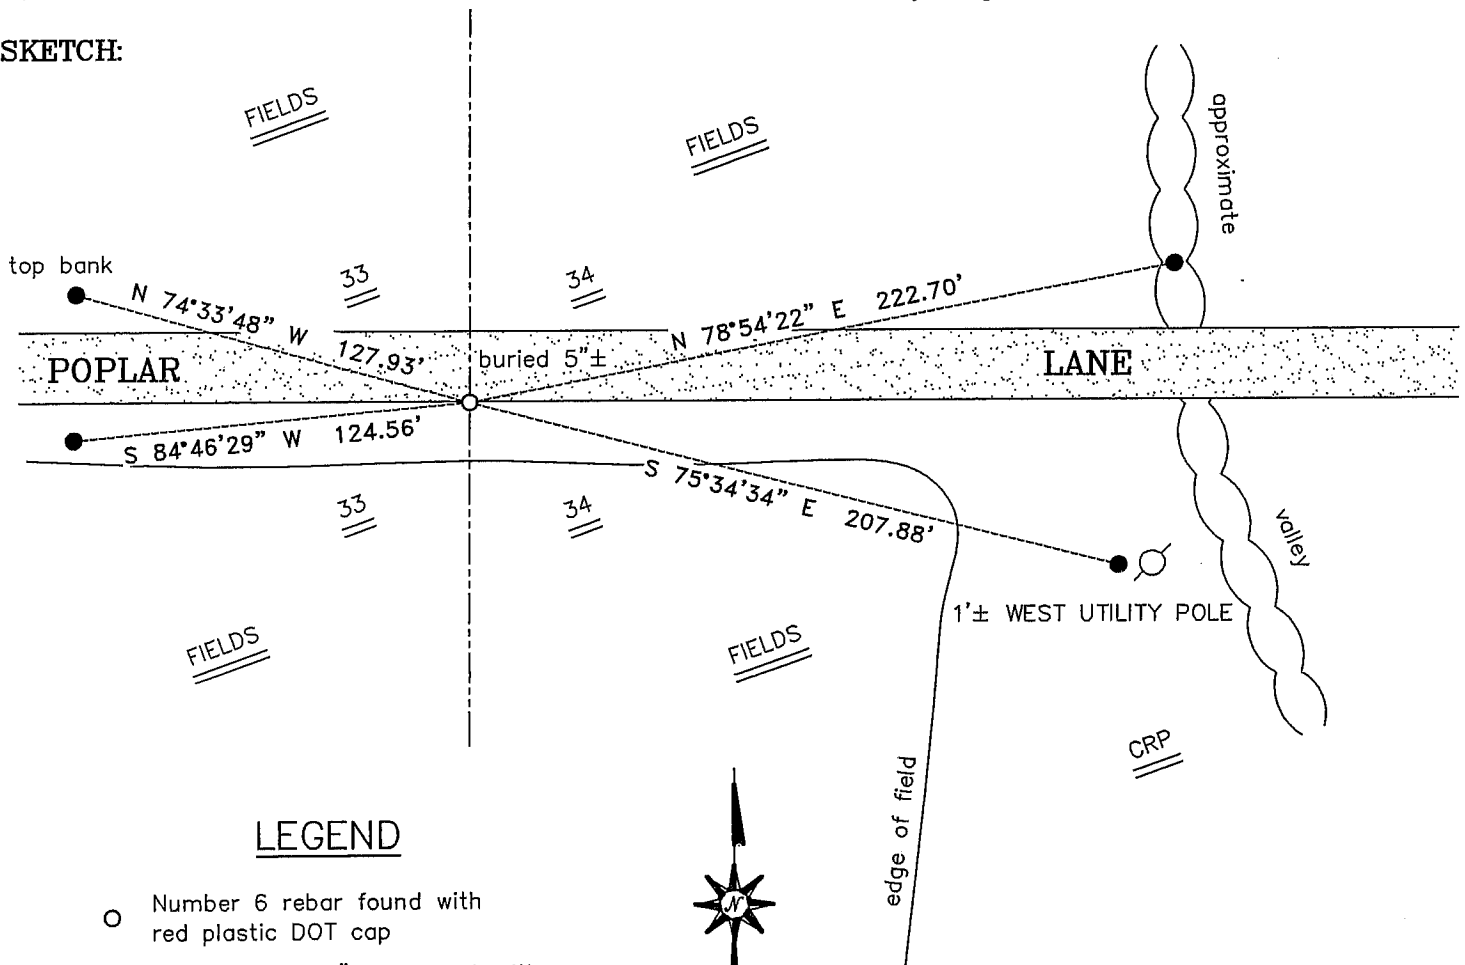 SKETCH:
FIELDS
FIELDS
approximate
top bank
33
34
N 74°33'48" W 127.93'
N 78°54'22" E 222.70'
buried 5"±
POPLAR
LANE
S 84°46'29" W 124.56'
S 75°34'34" E 207.88'
33
34
valley
1'± WEST UTILITY POLE
FIELDS
FIELDS
CRP
edge of field
LEGEND
Number 6 rebar found with
red plastic DOT cap
N